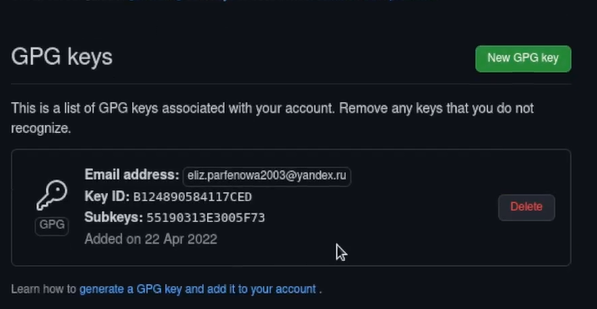 GPG keys
New GPG key
This is a list of GPG keys associated with your account. Remove any keys that you do not
recognize.
Email address: eliz.parfenowa2003@yandex.ru
Key ID: B124890584117CED
Subkeys: 55190313E3005F73
Added on 22 Apr 2022
GPG
Delete
Learn how to generate a GPG key and add it to your account .